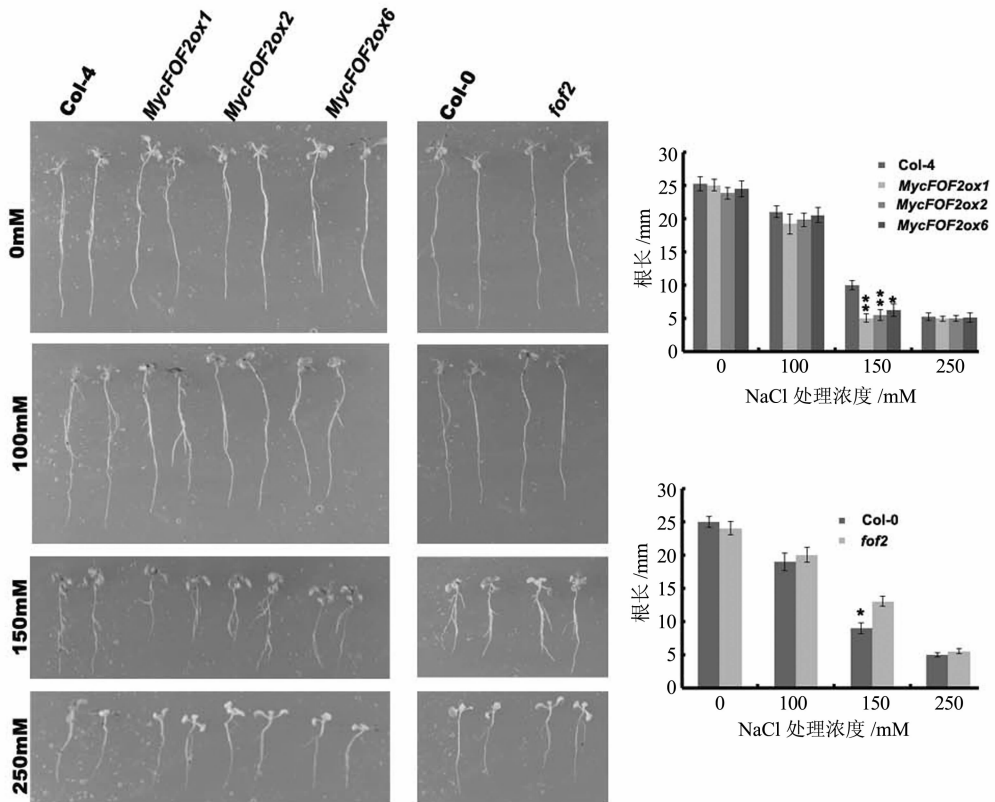 Col-4
MycFOF2ox1
MycFOF2ox2
MycFOF2ox6
Col-0
fof2
0mM
100mM
150mM
250mM
30
25
20
15
10
5
0
根长 /mm
Col-4
MycFOF2ox1
MycFOF2ox2
MycFOF2ox6
**
**
*
0 100 150 250
NaCl 处理浓度 /mM
30
25
20
15
10
5
0
根长 /mm
Col-0
fof2
*
0 100 150 250
NaCl 处理浓度 /mM